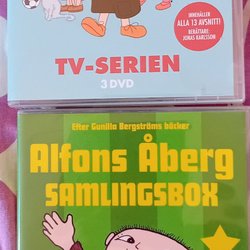 INNEHÅLLER
ALLA 13 AVSNITT!
BERÄTTARE
JONAS KARLSSON
TV-SERIEN
3 DVD
Efter Gunilla Bergströms böcker
Alfons Åberg
SAMLINGSBOX